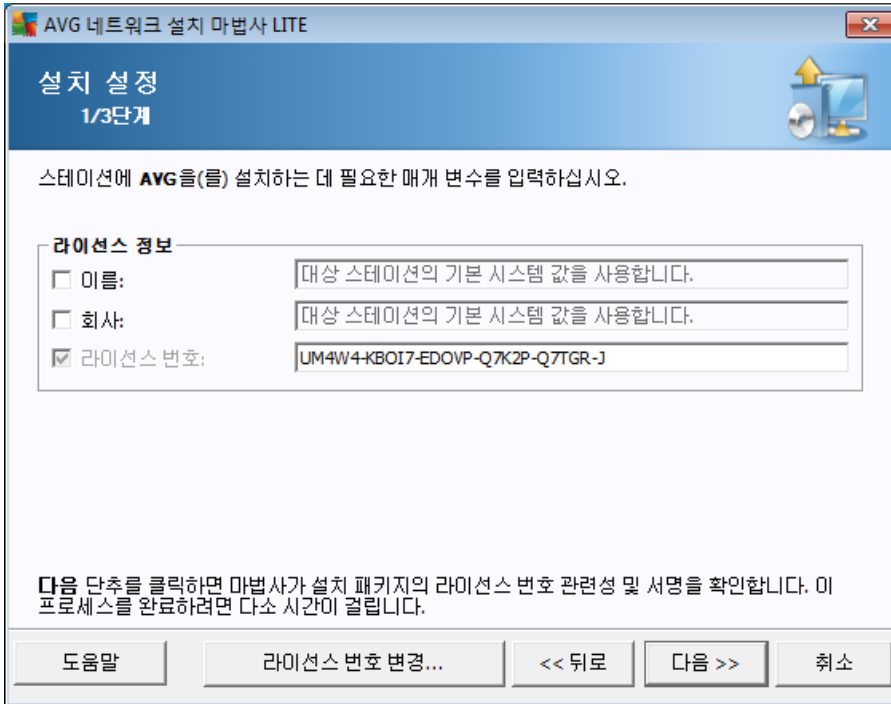 AVG 네트워크 설치 마법사 LITE
설치 설정
1/3단계
스테이션에 AVG을(를) 설치하는 데 필요한 매개 변수를 입력하십시오.
라이선스 정보
이름:
대상 스테이션의 기본 시스템 값을 사용합니다.
회사:
대상 스테이션의 기본 시스템 값을 사용합니다.
라이선스 번호:
UM4W4-KBOI7-EDOVP-Q7K2P-Q7TGR-J
다음 단추를 클릭하면 마법사가 설치 패키지의 라이선스 번호 관련성 및 서명을 확인합니다. 이
프로세스를 완료하려면 다소 시간이 걸립니다.
도움말
라이선스 번호 변경...
<< 뒤로
다음 >>
취소